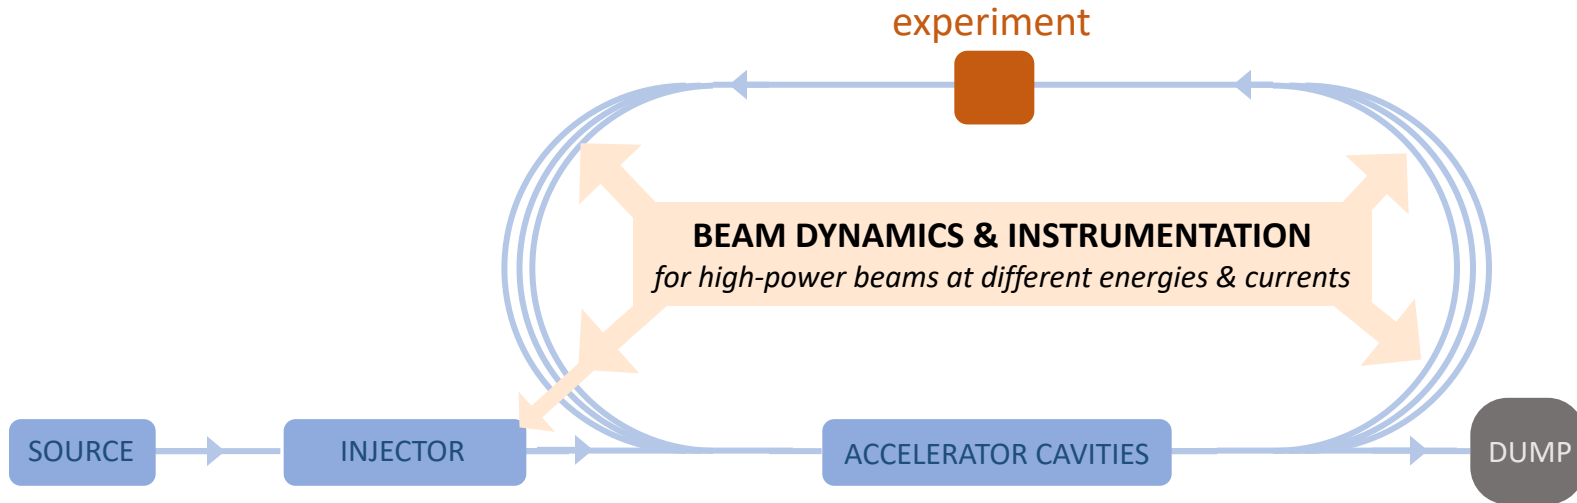 experiment
BEAM DYNAMICS & INSTRUMENTATION
for high-power beams at different energies & currents
SOURCE
INJECTOR
ACCELERATOR CAVITIES
DUMP